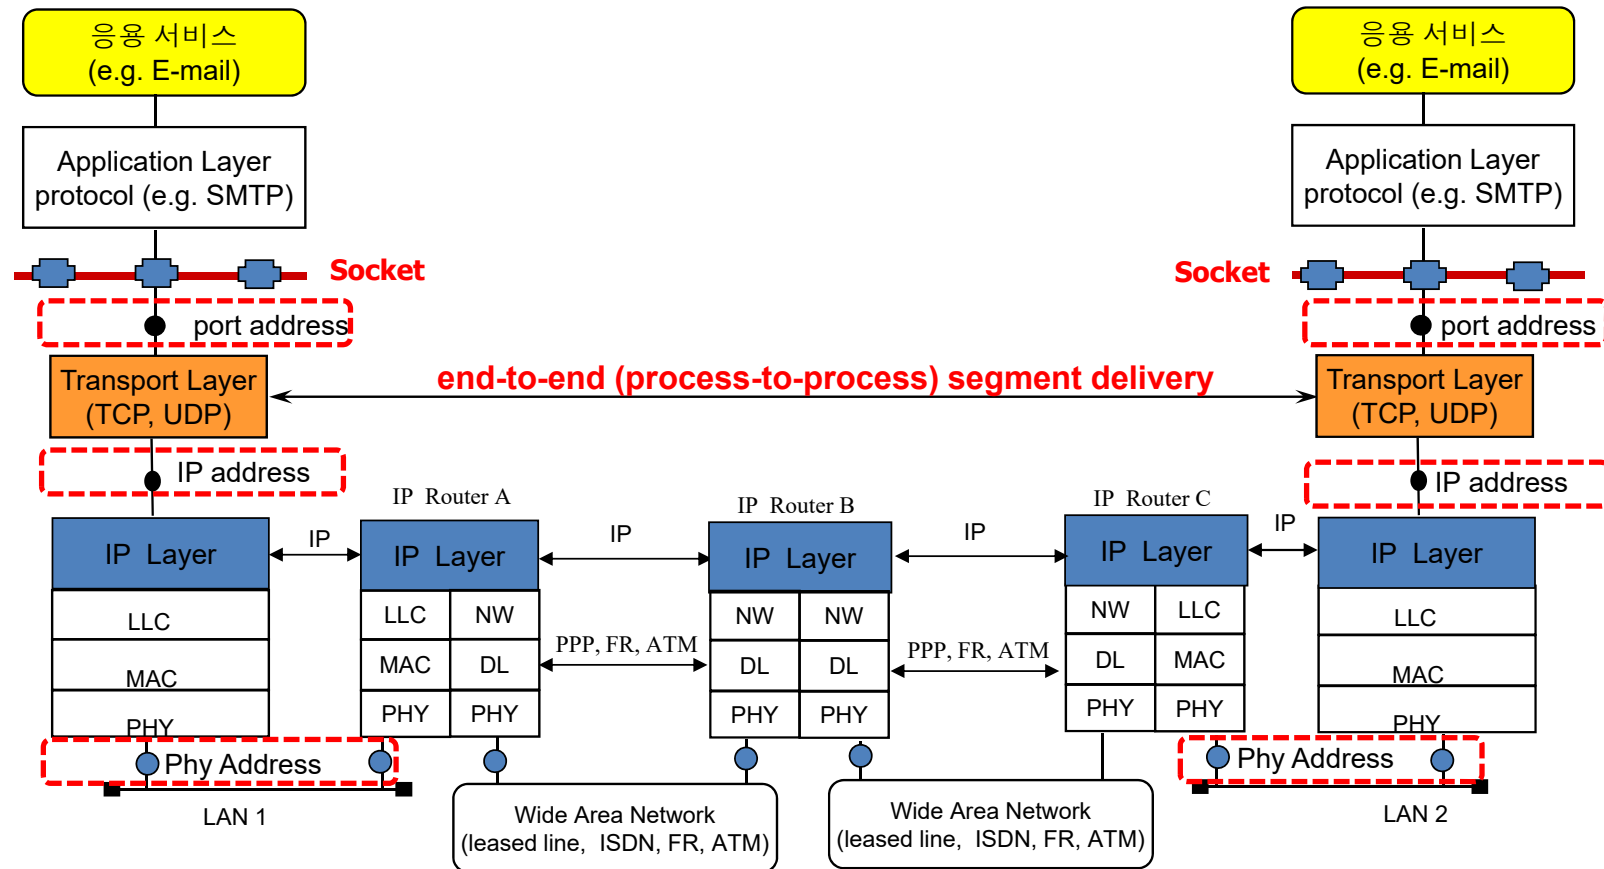 응용 서비스
(e.g. E-mail)
응용 서비스
(e.g. E-mail)
Application Layer
protocol (e.g. SMTP)
Application Layer
protocol (e.g. SMTP)
Socket
Socket
port address
port address
Transport Layer
(TCP, UDP)
end-to-end (process-to-process) segment delivery
Transport Layer
(TCP, UDP)
IP address
IP address
IP Router A
IP Router B
IP Router C
IP Layer
IP
IP Layer
IP
IP Layer
IP
IP Layer
IP
IP Layer
LLC
LLC
NW
NW
NW
NW
LLC
LLC
PPP, FR, ATM
PPP, FR, ATM
MAC
MAC
DL
DL
DL
DL
MAC
MAC
PHY
PHY
PHY
PHY
PHY
PHY
PHY
PHY
Phy Address
Phy Address
LAN 1
Wide Area Network
(leased line, ISDN, FR, ATM)
Wide Area Network
(leased line, ISDN, FR, ATM)
LAN 2